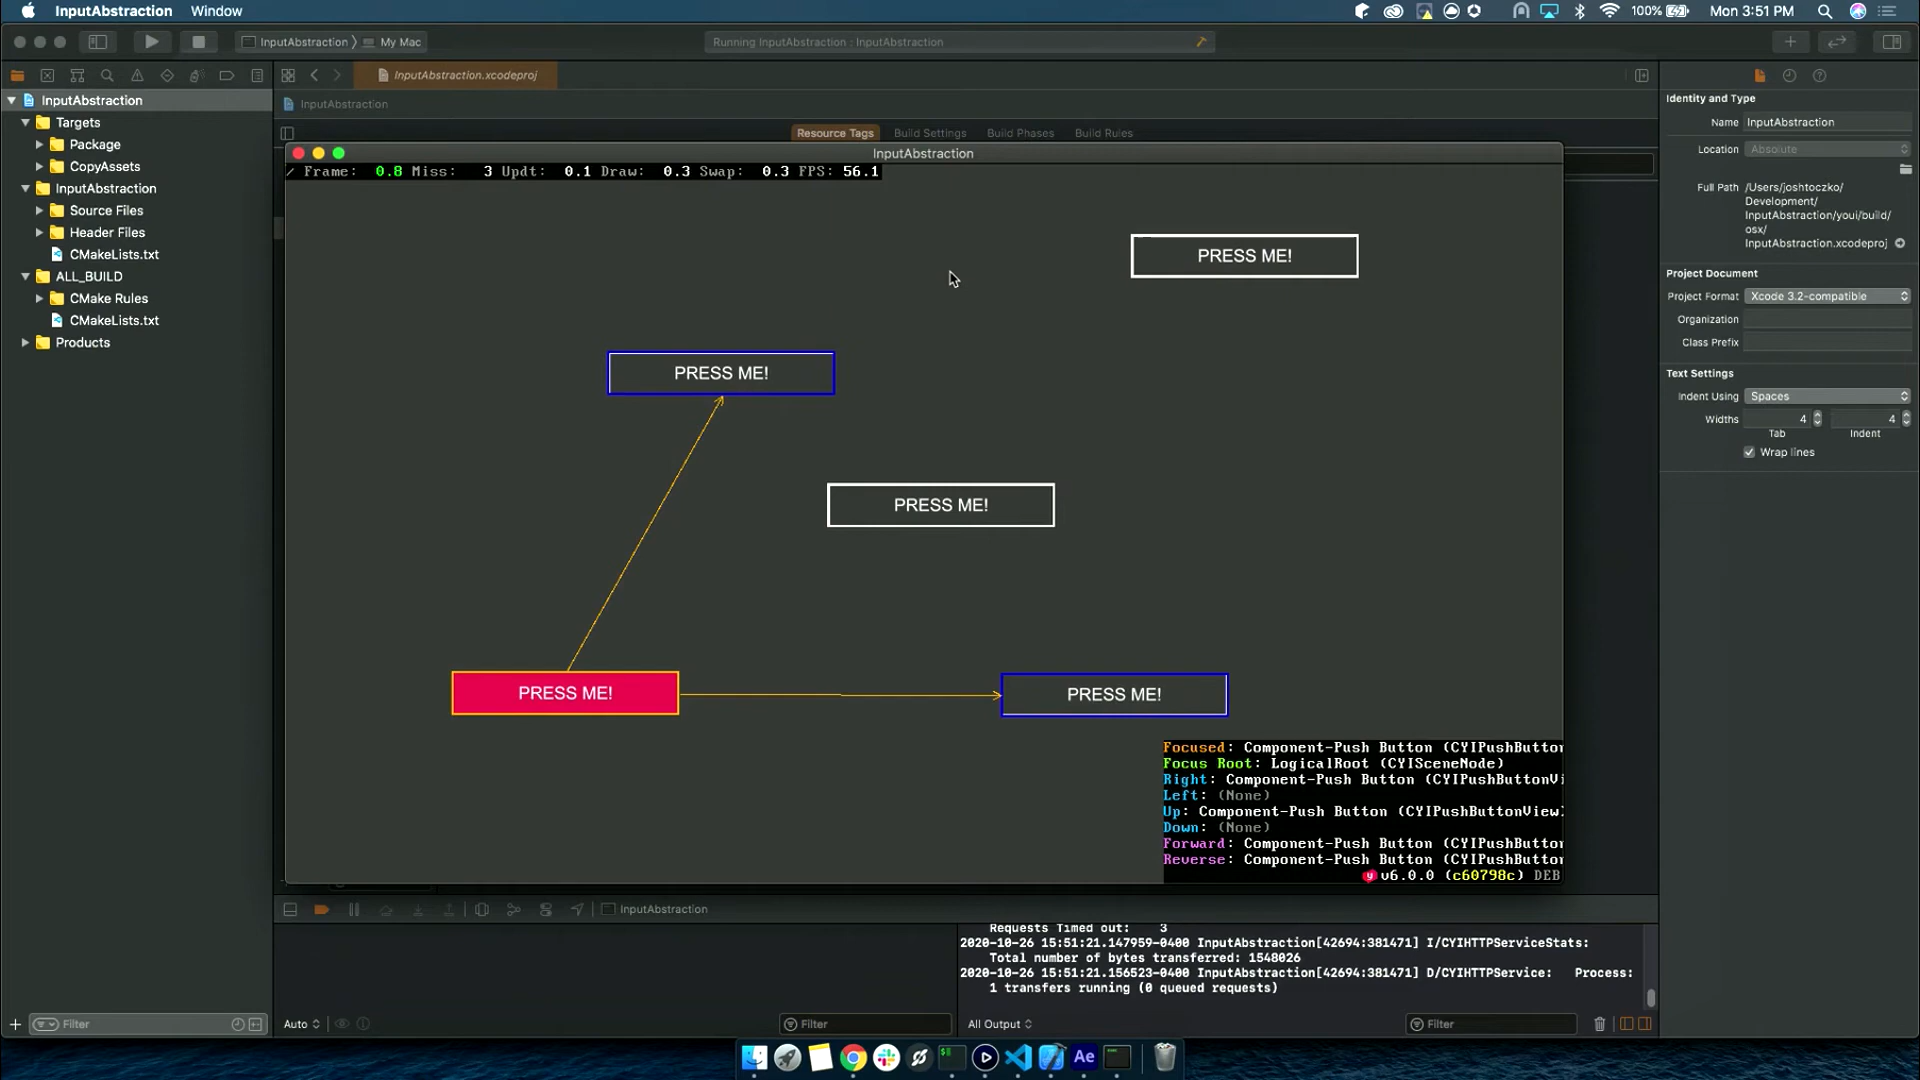 InputAbstraction Window 100% Mon 3:51 PM
InputAbstraction My Mac Running InputAbstraction : InputAbstraction
InputAbstraction.xcodeproj
InputAbstraction
Targets
Package
CopyAssets
InputAbstraction
Source Files
Header Files
CMakeLists.txt
ALL_BUILD
CMake Rules
CMakeLists.txt
Products
Filter
InputAbstraction
Resource Tags Build Settings Build Phases Build Rules
InputAbstraction
/ Frame: 0.8 Miss: 3 Updt: 0.1 Draw: 0.3 Swap: 0.3 FPS: 56.1
PRESS ME!
PRESS ME!
PRESS ME!
PRESS ME!
PRESS ME!
Focused: Component-Push Button (CYIPushButton
Focus Root: LogicalRoot (CYISceneNode)
Right: Component-Push Button (CYIPushButtonVi
Left: (None)
Up: Component-Push Button (CYIPushButtonView)
Down: (None)
Forward: Component-Push Button (CYIPushButton
Reverse: Component-Push Button (CYIPushButton
v6.0.0 (c60798c) DEB
InputAbstraction
Requests Timed out: 3
2020-10-26 15:51:21.147959-0400 InputAbstraction[42694:381471] I/CYIHTTPServiceStats:
Total number of bytes transferred: 1548026
2020-10-26 15:51:21.156523-0400 InputAbstraction[42694:381471] D/CYIHTTPService: Process:
1 transfers running (0 queued requests)
Auto Filter All Output Filter
Identity and Type
Name InputAbstraction
Location Absolute
Full Path /Users/joshtoczko/
Development/
InputAbstraction/youi/build/
osx/
InputAbstraction.xcodeproj
Project Document
Project Format Xcode 3.2-compatible
Organization
Class Prefix
Text Settings
Indent Using Spaces
Widths 4 4
Tab Indent
Wrap lines
Ae